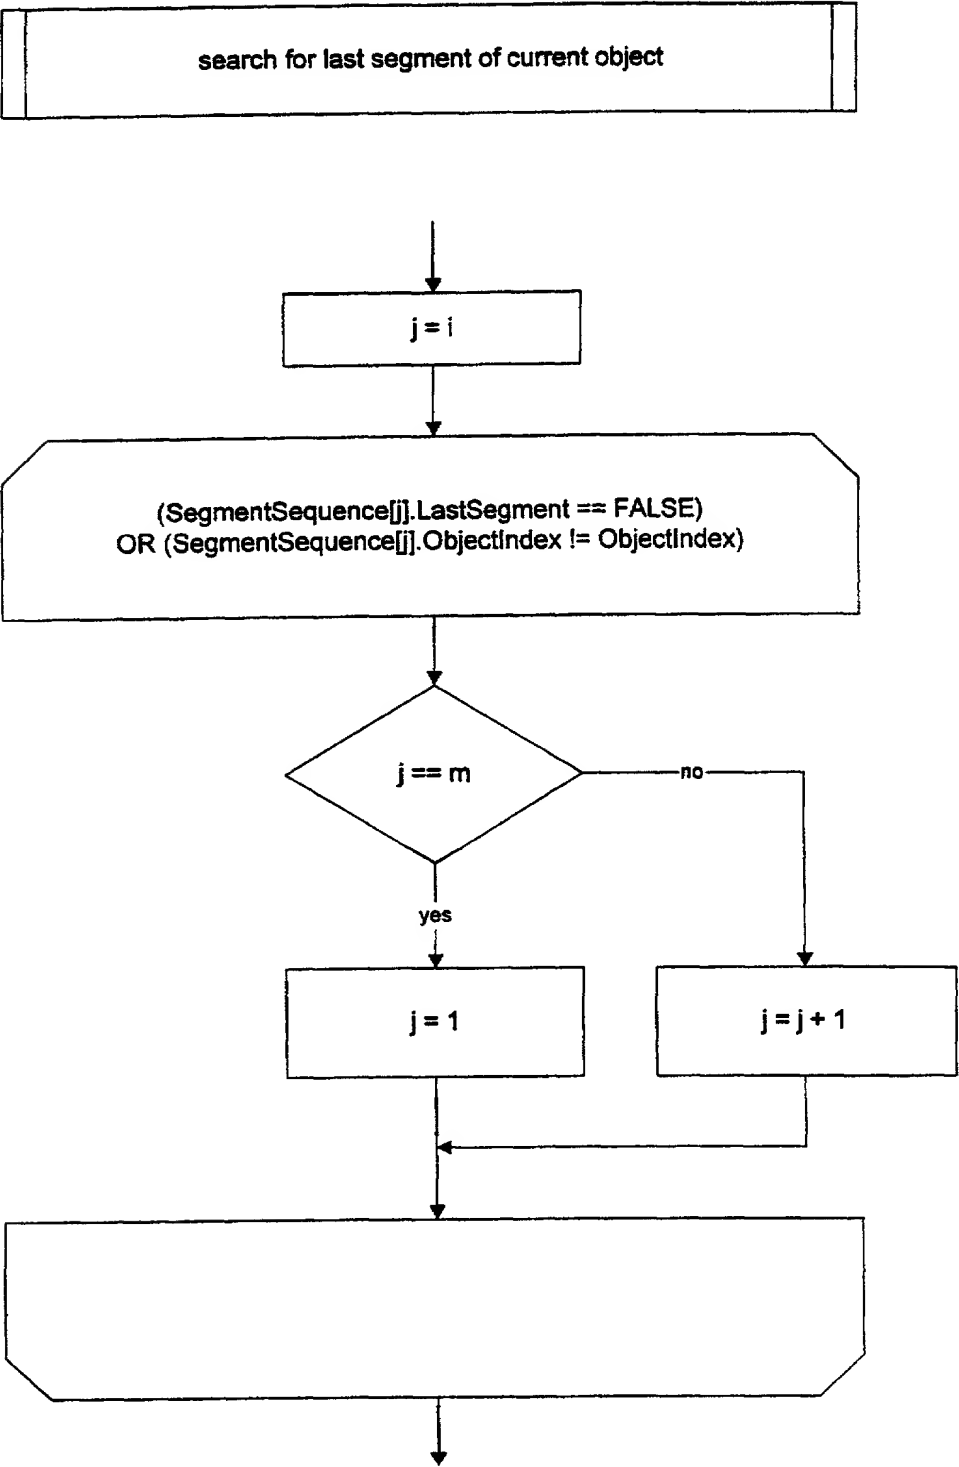 search for last segment of current object
j = i
(SegmentSequence[j].LastSegment == FALSE)
OR (SegmentSequence[j].ObjectIndex != ObjectIndex)
j == m
no
yes
j = 1
j = j + 1